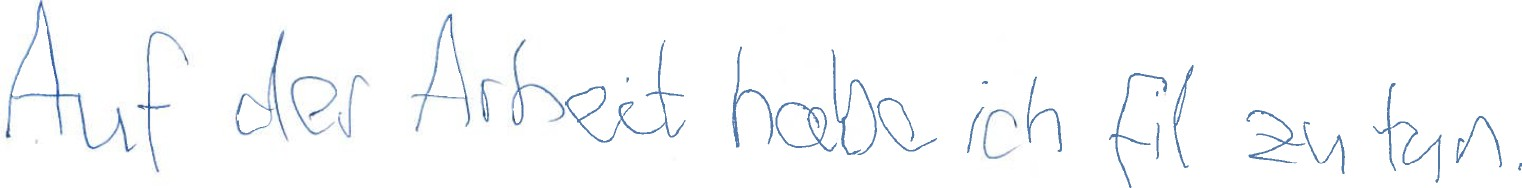 Auf der Arbeit habe ich fil zu tun.